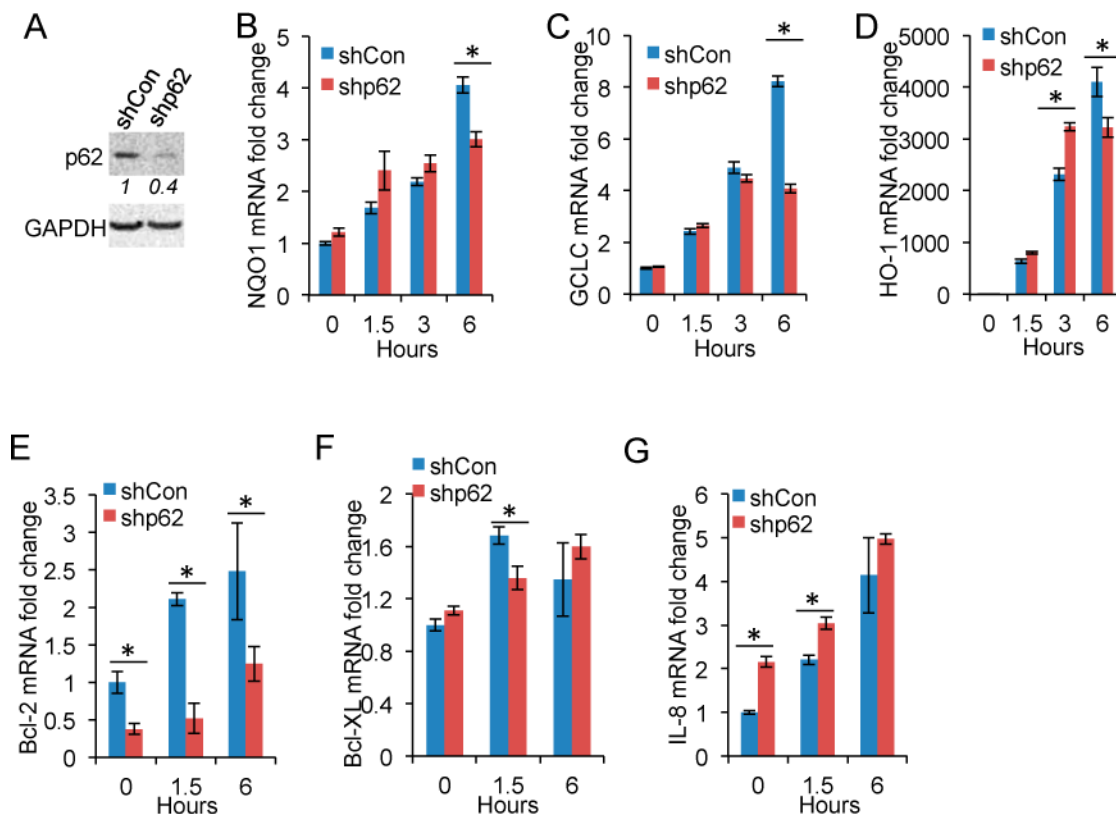 A
shCon
shp62
p62
1 0.4
GAPDH
B
NQO1 mRNA fold change
5
4
3
2
1
0
shCon
shp62
*
0 1.5 3 6
Hours
C
GCLC mRNA fold change
10
8
6
4
2
0
shCon
shp62
*
0 1.5 3 6
Hours
D
HO-1 mRNA fold change
5000
4000
3000
2000
1000
0
shCon
shp62
*
*
0 1.5 3 6
Hours
E
Bcl-2 mRNA fold change
3.5
3
2.5
2
1.5
1
0.5
0
shCon
shp62
*
*
*
0 1.5 6
Hours
F
Bcl-XL mRNA fold change
2
1.6
1.2
0.8
0.4
0
shCon
shp62
*
0 1.5 6
Hours
G
IL-8 mRNA fold change
6
5
4
3
2
1
0
shCon
shp62
*
*
0 1.5 6
Hours